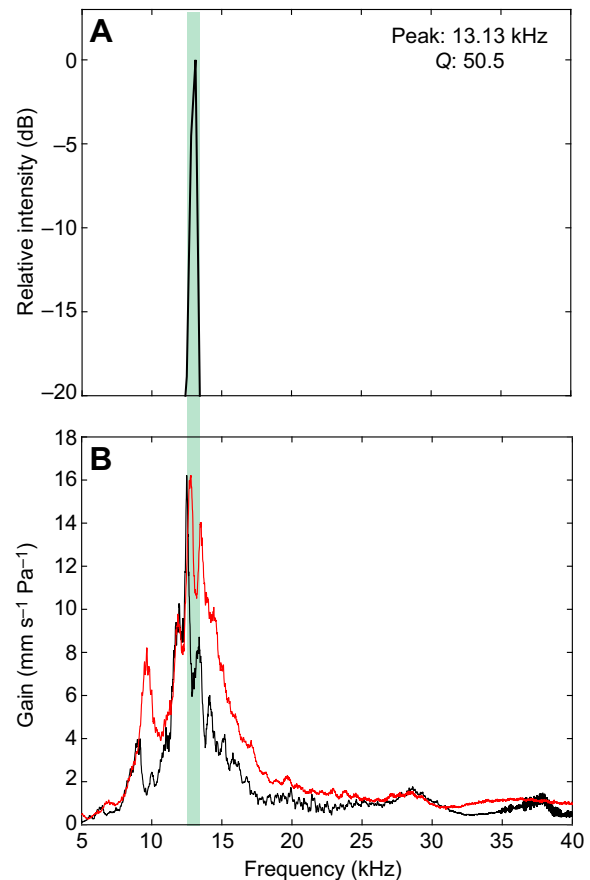 A
Peak: 13.13 kHz
Q: 50.5
0
–5
–10
–15
–20
Relative intensity (dB)
B
18
16
14
12
10
8
6
4
2
0
Gain (mm s⁻¹ Pa⁻¹)
5 10 15 20 25 30 35 40
Frequency (kHz)